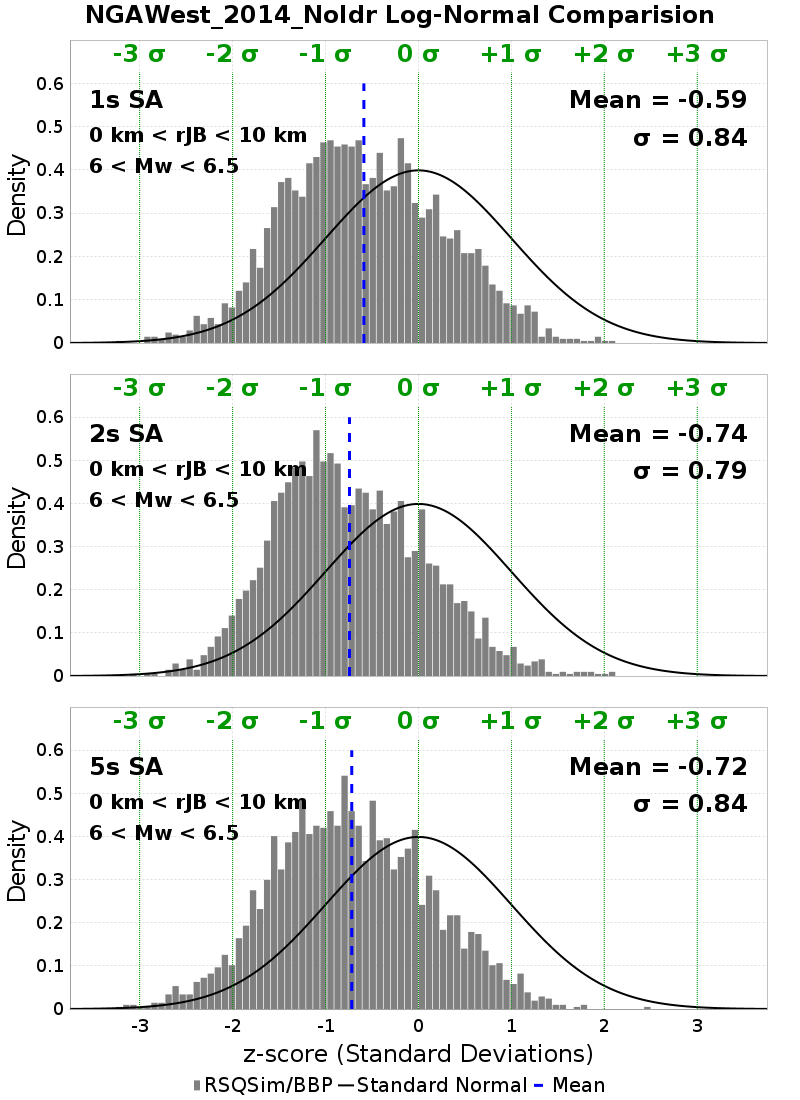 NGAWest_2014_NoIdr Log-Normal Comparision
-3 σ -2 σ -1 σ 0 σ +1 σ +2 σ +3 σ
1s SA
Mean = -0.59
0 km < rJB < 10 km
σ = 0.84
6 < Mw < 6.5
Density
0.6
0.5
0.4
0.3
0.2
0.1
0
-3 σ -2 σ -1 σ 0 σ +1 σ +2 σ +3 σ
2s SA
Mean = -0.74
0 km < rJB < 10 km
σ = 0.79
6 < Mw < 6.5
Density
0.6
0.5
0.4
0.3
0.2
0.1
0
-3 σ -2 σ -1 σ 0 σ +1 σ +2 σ +3 σ
5s SA
Mean = -0.72
0 km < rJB < 10 km
σ = 0.84
6 < Mw < 6.5
Density
0.6
0.5
0.4
0.3
0.2
0.1
0
-3 -2 -1 0 1 2 3
z-score (Standard Deviations)
RSQSim/BBP Standard Normal Mean